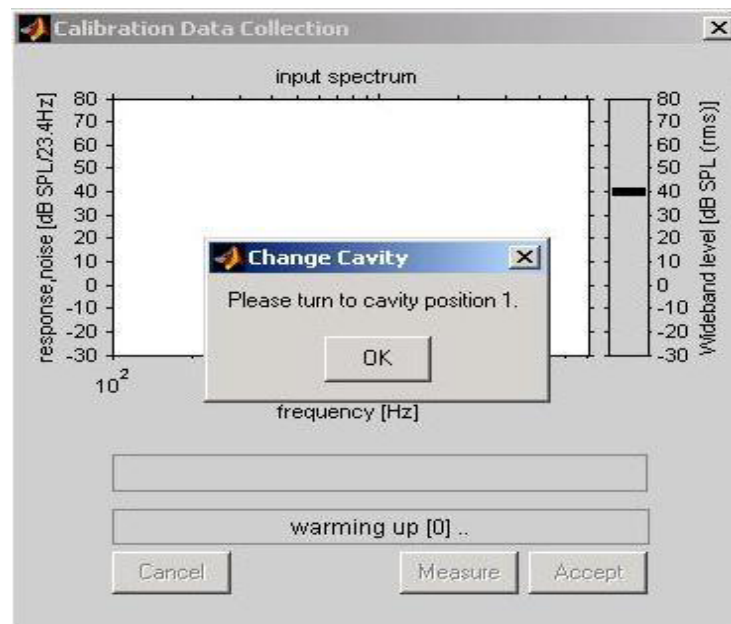 Calibration Data Collection
input spectrum
response,noise [dB SPL/23.4Hz]
80
70
60
50
40
30
20
10
0
-10
-20
-30
80
70
60
50
40
30
20
10
0
-10
-20
-30
Wideband level [dB SPL (rms)]
Change Cavity
Please turn to cavity position 1.
OK
10²
frequency [Hz]
warming up [0] ..
Cancel
Measure
Accept